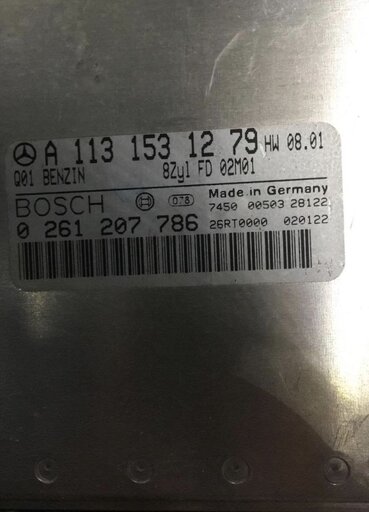 A 113 153 12 79 HW 08.01
Q01 BENZIN 8Zyl FD 02M01
BOSCH Made in Germany
7450 00503 28122
0 261 207 786 26RT0000 020122